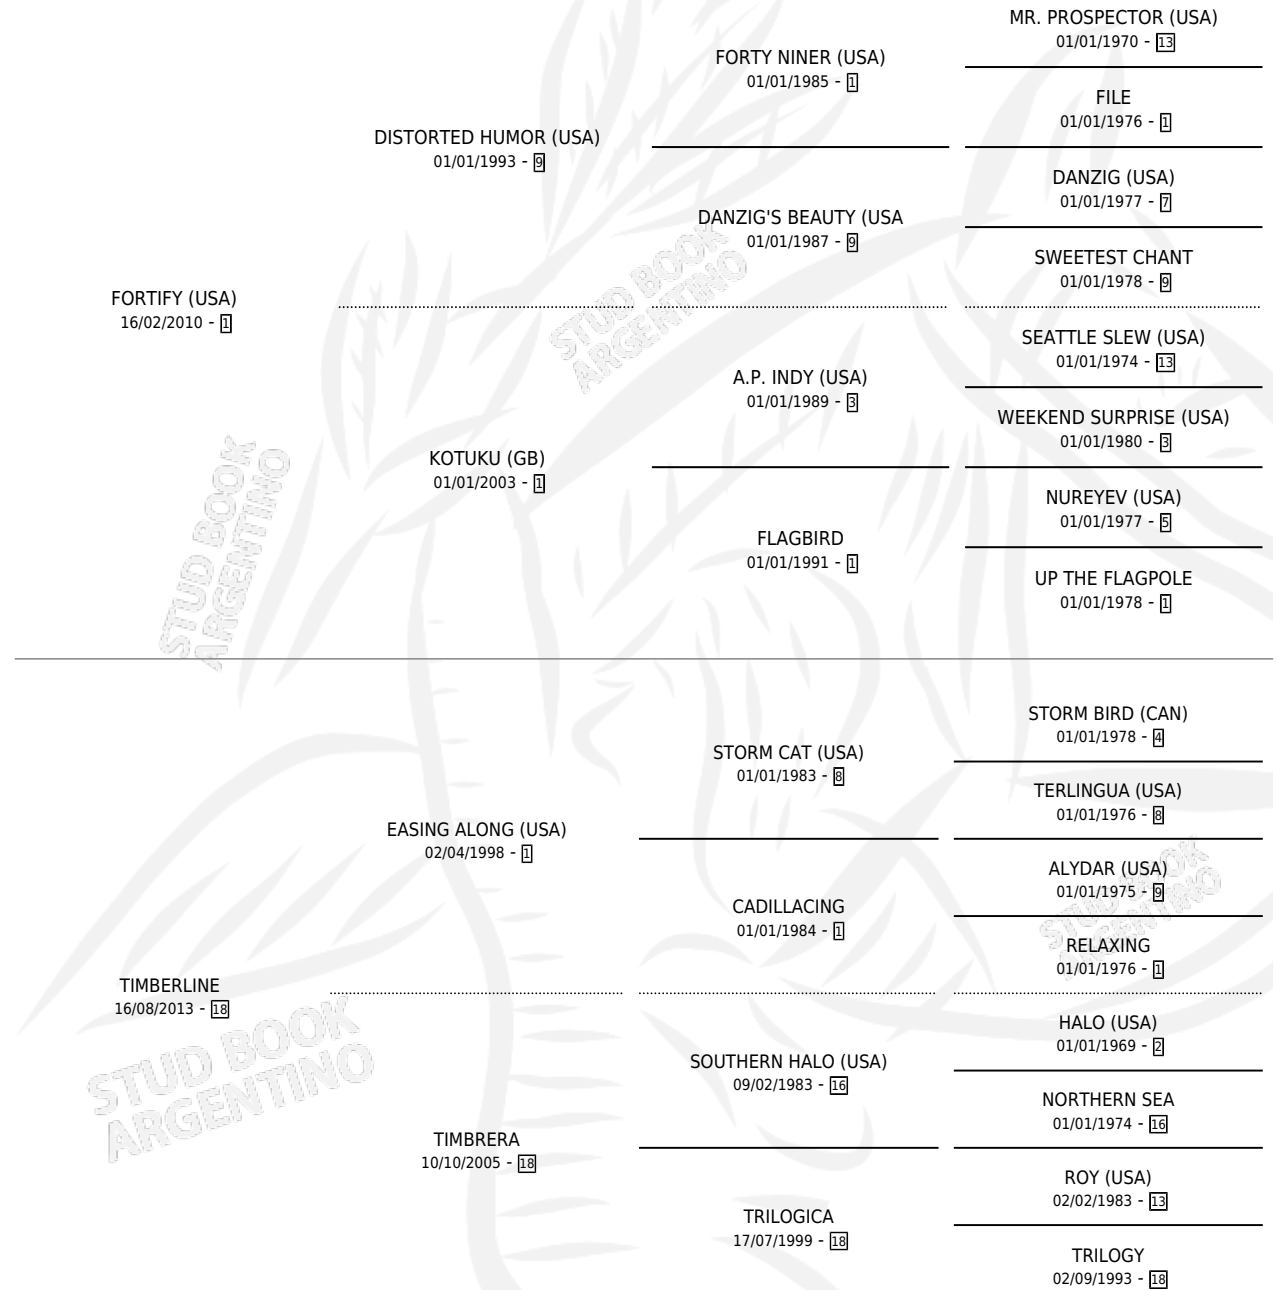 MR. PROSPECTOR (USA)
01/01/1970 - 13
FORTY NINER (USA)
01/01/1985 - 1
FILE
01/01/1976 - 1
DISTORTED HUMOR (USA)
01/01/1993 - 9
DANZIG (USA)
01/01/1977 - 7
DANZIG'S BEAUTY (USA
01/01/1987 - 9
SWEETEST CHANT
01/01/1978 - 9
FORTIFY (USA)
16/02/2010 - 1
SEATTLE SLEW (USA)
01/01/1974 - 13
A.P. INDY (USA)
01/01/1989 - 3
WEEKEND SURPRISE (USA)
01/01/1980 - 3
KOTUKU (GB)
01/01/2003 - 1
NUREYEV (USA)
01/01/1977 - 5
FLAGBIRD
01/01/1991 - 1
UP THE FLAGPOLE
01/01/1978 - 1
STORM BIRD (CAN)
01/01/1978 - 4
STORM CAT (USA)
01/01/1983 - 8
TERLINGUA (USA)
01/01/1976 - 8
EASING ALONG (USA)
02/04/1998 - 1
ALYDAR (USA)
01/01/1975 - 9
CADILLACING
01/01/1984 - 1
RELAXING
01/01/1976 - 1
TIMBERLINE
16/08/2013 - 18
HALO (USA)
01/01/1969 - 2
SOUTHERN HALO (USA)
09/02/1983 - 16
NORTHERN SEA
01/01/1974 - 16
TIMBRERA
10/10/2005 - 18
ROY (USA)
02/02/1983 - 13
TRILOGICA
17/07/1999 - 18
TRILOGY
02/09/1993 - 18
STUD BOOK
ARGENTINO
STUD BOOK
ARGENTINO
STUD BOOK
ARGENTINO
STUD BOOK
ARGENTINO